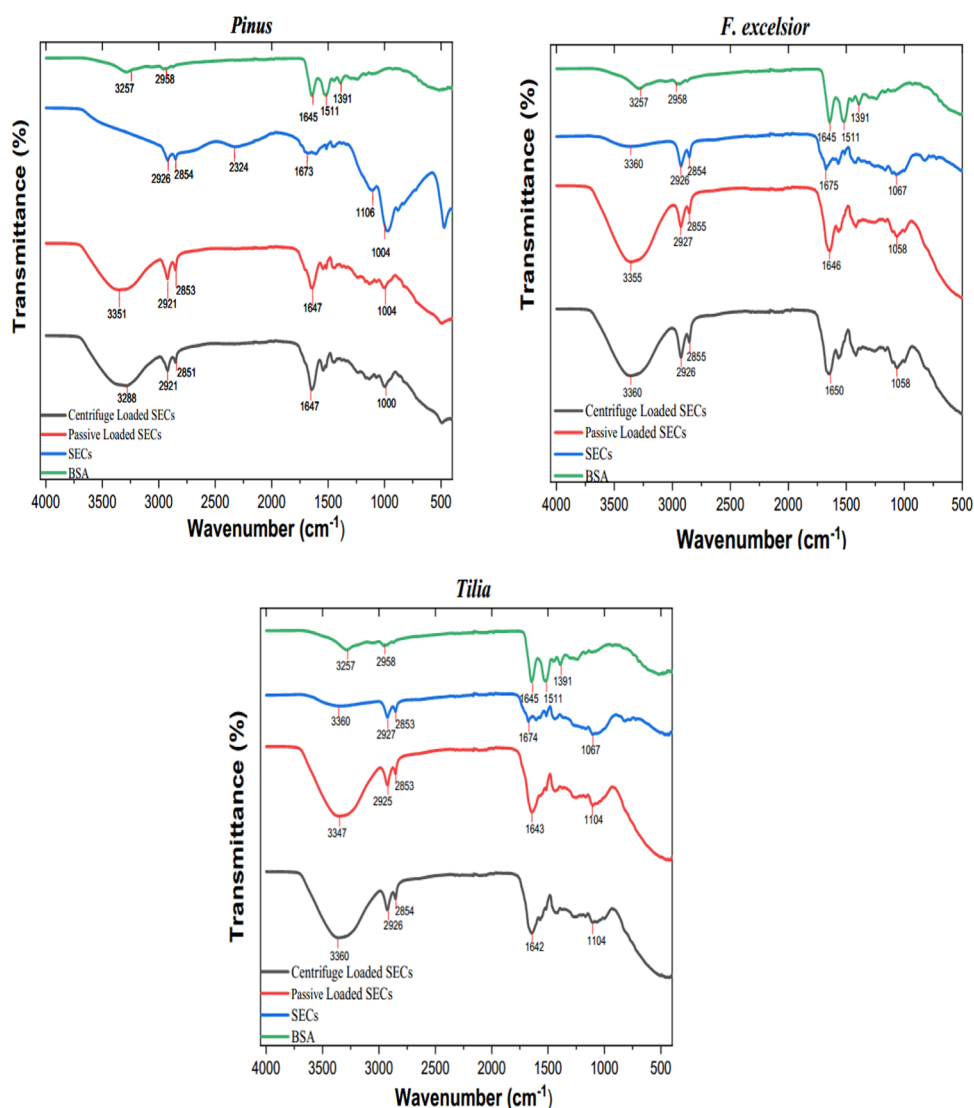 Pinus
Transmittance (%)
3257
2958
1645
1511
1391
2926
2854
2324
1673
1106
1004
3351
2921
2853
1647
1004
3288
2921
2851
1647
1000
Centrifuge Loaded SECs
Passive Loaded SECs
SECs
BSA
4000 3500 3000 2500 2000 1500 1000 500
Wavenumber (cm-1)
F. excelsior
Transmittance (%)
3257
2958
1645
1511
1391
3360
2926
2854
1675
1067
3355
2927
2855
1646
1058
3360
2926
2855
1650
1058
Centrifuge Loaded SECs
Passive Loaded SECs
SECs
BSA
4000 3500 3000 2500 2000 1500 1000 500
Wavenumber (cm-1)
Tilia
Transmittance (%)
3257
2958
1645
1511
1391
3360
2927
2853
1674
1067
3347
2925
2853
1643
1104
3360
2926
2854
1642
1104
Centrifuge Loaded SECs
Passive Loaded SECs
SECs
BSA
4000 3500 3000 2500 2000 1500 1000 500
Wavenumber (cm-1)